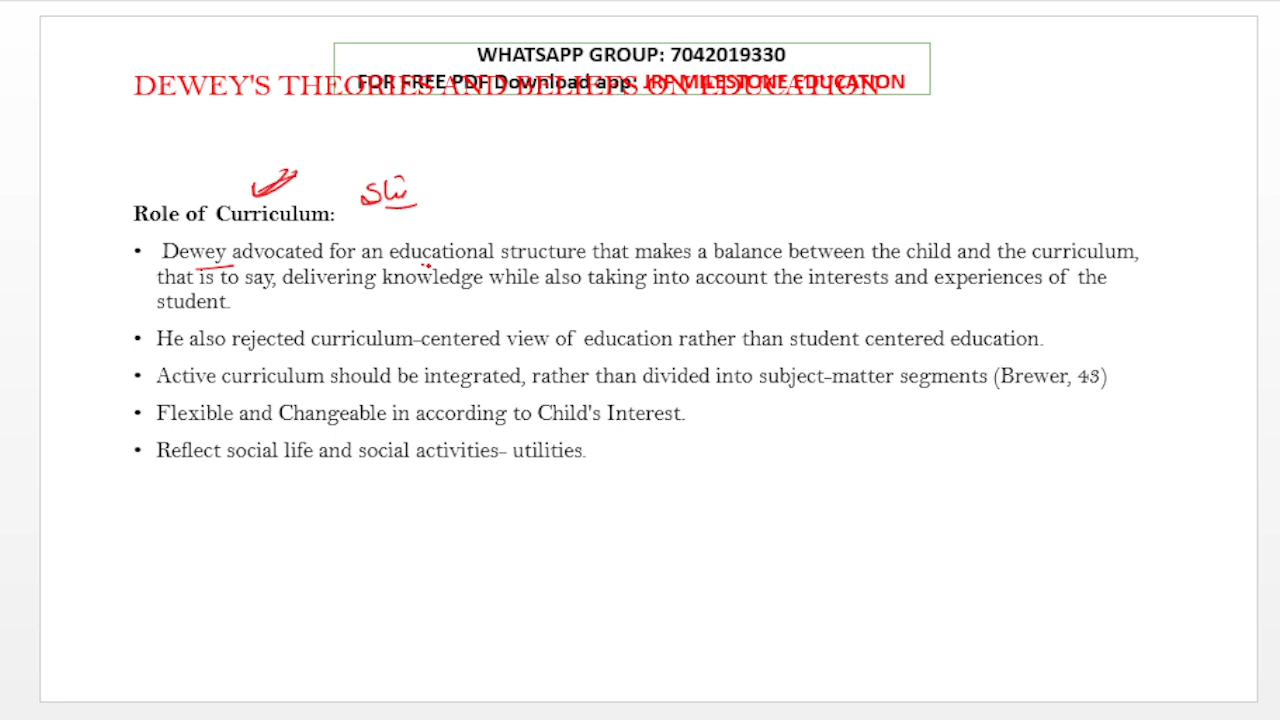 WHATSAPP GROUP: 7042019330
FOR FREE PDF Download app: JRP MILESTONE EDUCATION
DEWEY'S THEORIES AND BELIEFS ON EDUCATION
Role of Curriculum:
• Dewey advocated for an educational structure that makes a balance between the child and the curriculum,
that is to say, delivering knowledge while also taking into account the interests and experiences of the
student.
• He also rejected curriculum-centered view of education rather than student centered education.
• Active curriculum should be integrated, rather than divided into subject-matter segments (Brewer, 43)
• Flexible and Changeable in according to Child's Interest.
• Reflect social life and social activities- utilities.